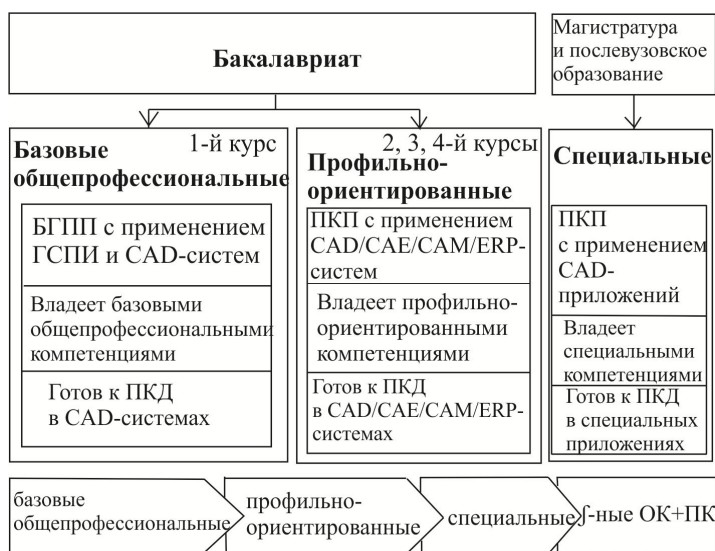 Бакалавриат
Магистратура
и послевузовское
образование
1-й курс
Базовые
общепрофессиональные
БГПП с применением
ГСПИ и CAD-систем
Владеет базовыми
общепрофессиональными
компетенциями
Готов к ПКД
в CAD-системах
2, 3, 4-й курсы
Профильно-
ориентированные
ПКП с применением
CAD/CAE/CAM/ERP-
систем
Владеет профильно-
ориентированными
компетенциями
Готов к ПКД
в CAD/CAE/CAM/ERP-
системах
Специальные
ПКП
с применением
CAD-
приложений
Владеет
специальными
компетенциями
Готов к ПКД
в специальных
приложениях
базовые
общепрофессиональные
профильно-
ориентированные
специальные
∫-ные ОК+ПК